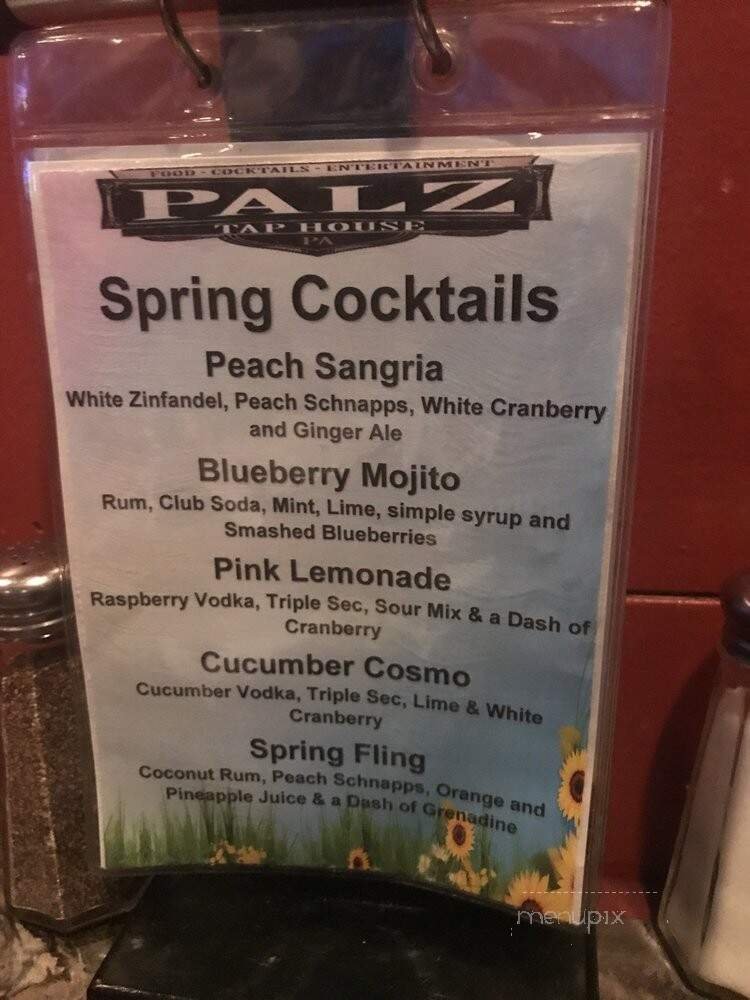 FOOD - COCKTAILS - ENTERTAINMENT
PALZ
TAP HOUSE
PA
Spring Cocktails
Peach Sangria
White Zinfandel, Peach Schnapps, White Cranberry
and Ginger Ale
Blueberry Mojito
Rum, Club Soda, Mint, Lime, simple syrup and
Smashed Blueberries
Pink Lemonade
Raspberry Vodka, Triple Sec, Sour Mix & a Dash of
Cranberry
Cucumber Cosmo
Cucumber Vodka, Triple Sec, Lime & White
Cranberry
Spring Fling
Coconut Rum, Peach Schnapps, Orange and
Pineapple Juice & a Dash of Grenadine
menupix